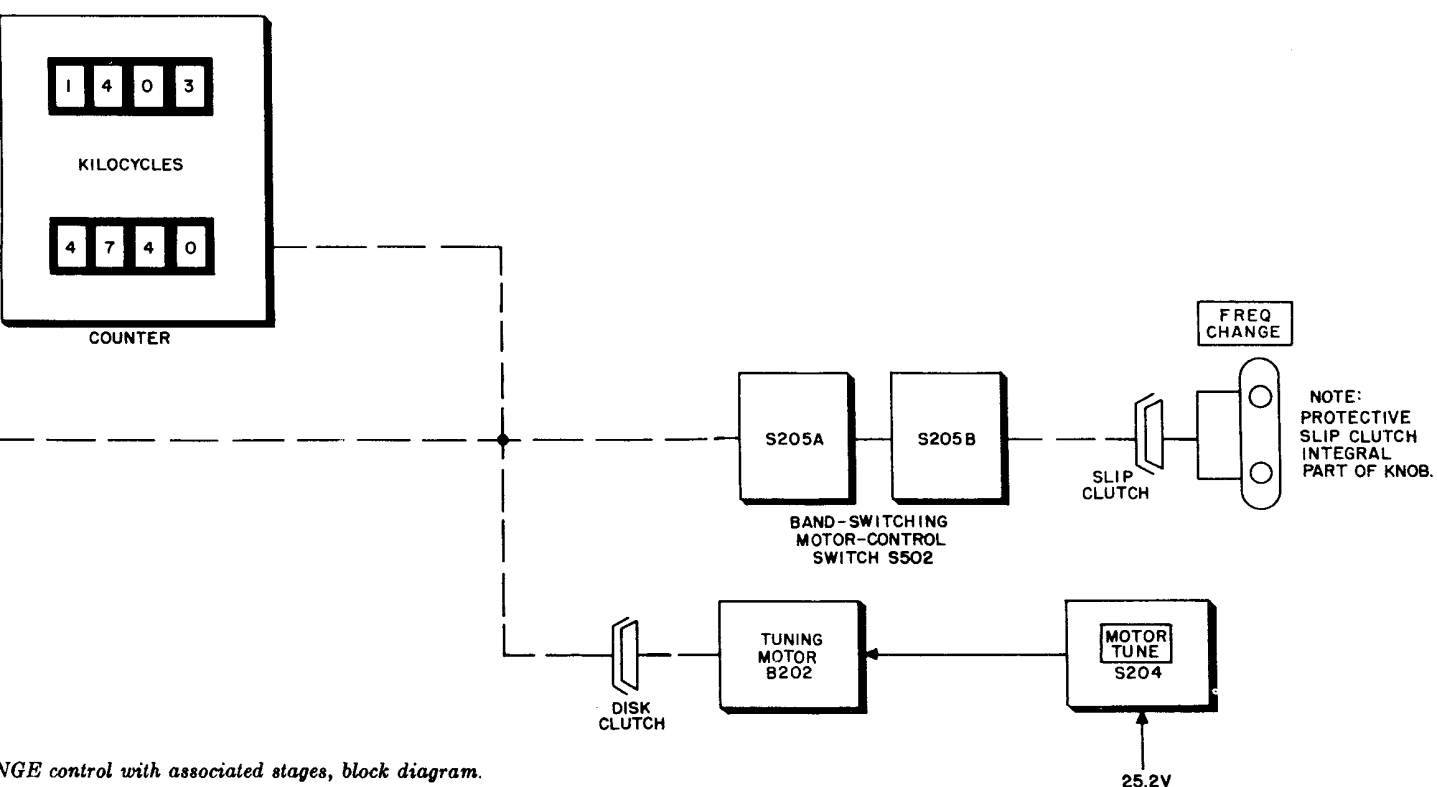 1 4 0 3
KILOCYCLES
4 7 4 0
COUNTER
FREQ
CHANGE
NOTE:
PROTECTIVE
SLIP CLUTCH
INTEGRAL
PART OF KNOB.
S205A
S205B
SLIP
CLUTCH
BAND-SWITCHING
MOTOR-CONTROL
SWITCH S502
TUNING
MOTOR
B202
MOTOR
TUNE
S204
DISK
CLUTCH
NGE control with associated stages, block diagram.
25.2V